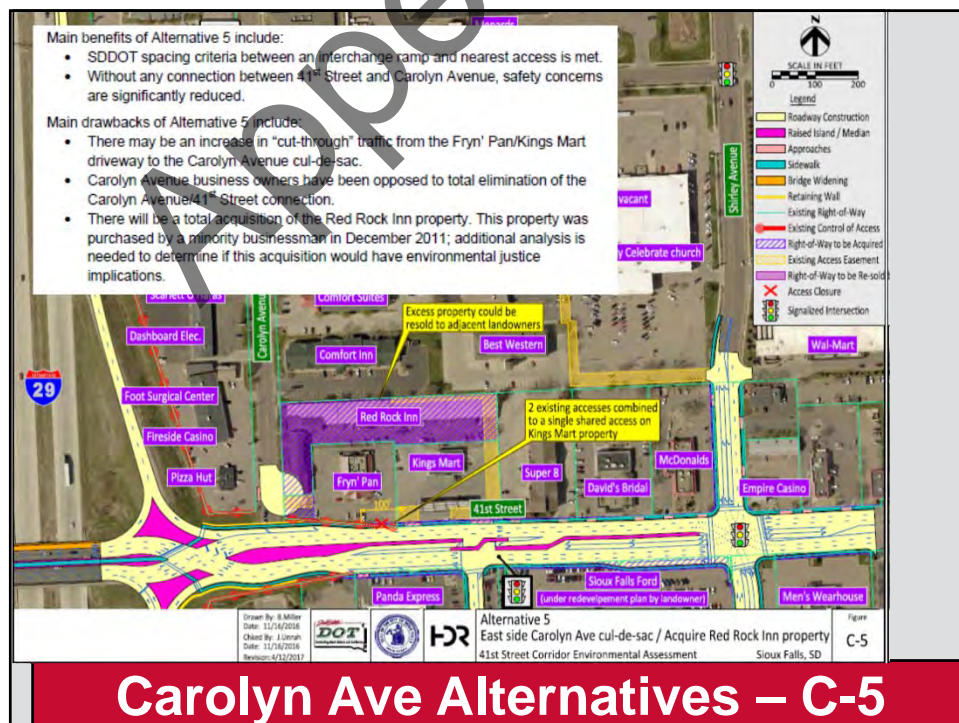 Main benefits of Alternative 5 include:
• SDDOT spacing criteria between an interchange ramp and nearest access is met.
• Without any connection between 41st Street and Carolyn Avenue, safety concerns
are significantly reduced.
Main drawbacks of Alternative 5 include:
• There may be an increase in "cut-through" traffic from the Fryn' Pan/Kings Mart
driveway to the Carolyn Avenue cul-de-sac.
• Carolyn Avenue business owners have been opposed to total elimination of the
Carolyn Avenue/41st Street connection.
• There will be a total acquisition of the Red Rock Inn property. This property was
purchased by a minority businessman in December 2011; additional analysis is
needed to determine if this acquisition would have environmental justice
implications.
Appe
N
SCALE IN FEET
0 100 200
Legend
Roadway Construction
Raised Island / Median
Approaches
Sidewalk
Bridge Widening
Retaining Wall
Existing Right-of-Way
Existing Control of Access
Right-of-Way to be Acquired
Existing Access Easement
Right-of-Way to be Re-sold
Access Closure
Signalized Intersection
Shirley Avenue
vacant
Celebrate church
Carolyn Avenue
Comfort Suites
Dashboard Elec.
Comfort Inn
Excess property could be
resold to adjacent landowners
Best Western
Wal-Mart
29
Foot Surgical Center
Red Rock Inn
2 existing accesses combined
to a single shared access on
Kings Mart property
Fireside Casino
Kings Mart
McDonalds
Pizza Hut
Fryn' Pan
Super 8
David's Bridal
Empire Casino
100'
41st Street
Panda Express
Sioux Falls Ford
(under redevelopement plan by landowner)
Men's Wearhouse
Drawn By: B.Miller
Date: 11/16/2016
Chked By: J.Unruh
Date: 11/16/2016
Revision:4/12/2017
DOT
HDR
Alternative 5
East side Carolyn Ave cul-de-sac / Acquire Red Rock Inn property
41st Street Corridor Environmental Assessment
Sioux Falls, SD
Figure
C-5
Carolyn Ave Alternatives – C-5